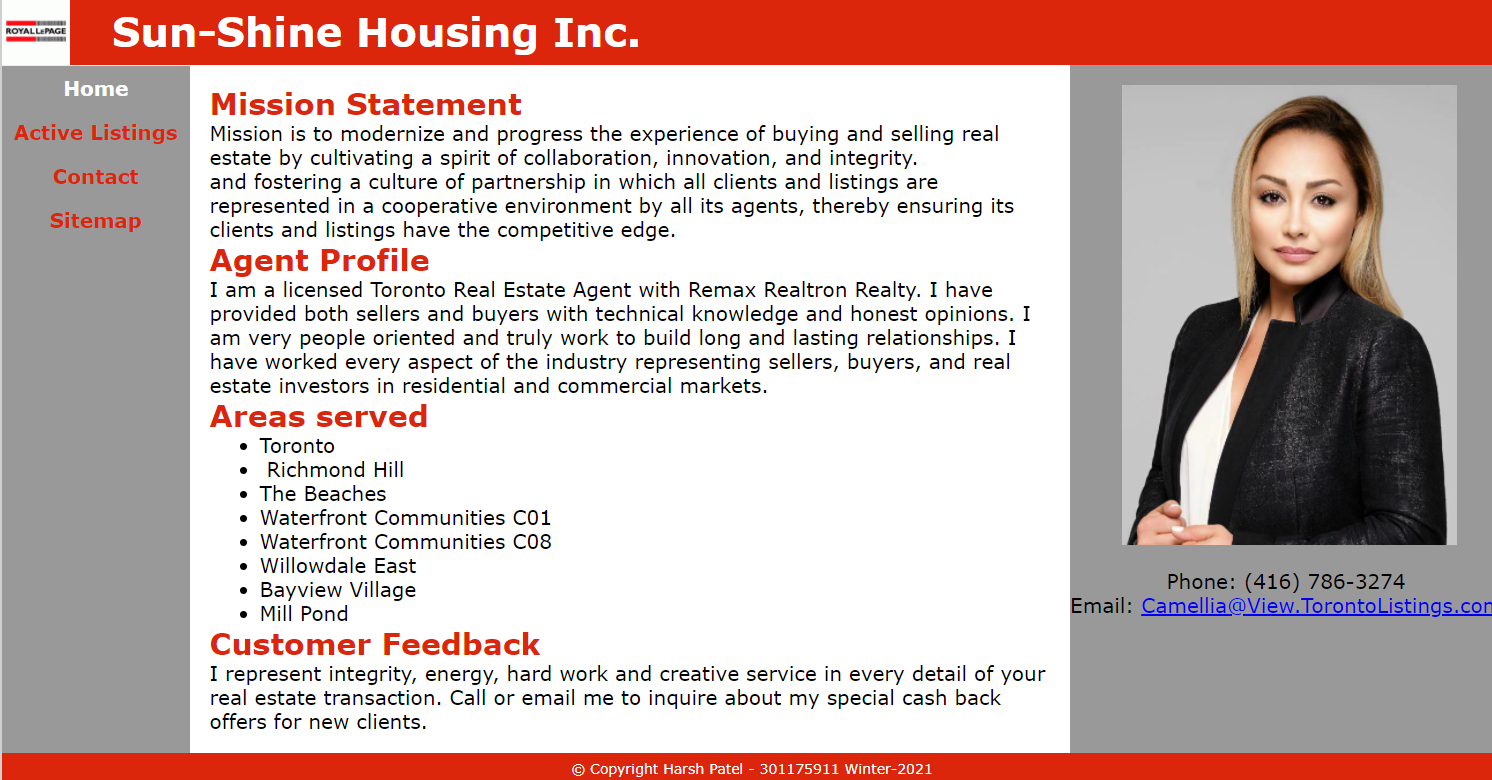 ROYAL LEPAGE
Sun-Shine Housing Inc.
Home
Active Listings
Contact
Sitemap
Mission Statement
Mission is to modernize and progress the experience of buying and selling real
estate by cultivating a spirit of collaboration, innovation, and integrity.
and fostering a culture of partnership in which all clients and listings are
represented in a cooperative environment by all its agents, thereby ensuring its
clients and listings have the competitive edge.
Agent Profile
I am a licensed Toronto Real Estate Agent with Remax Realtron Realty. I have
provided both sellers and buyers with technical knowledge and honest opinions. I
am very people oriented and truly work to build long and lasting relationships. I
have worked every aspect of the industry representing sellers, buyers, and real
estate investors in residential and commercial markets.
Areas served
• Toronto
• Richmond Hill
• The Beaches
• Waterfront Communities C01
• Waterfront Communities C08
• Willowdale East
• Bayview Village
• Mill Pond
Customer Feedback
I represent integrity, energy, hard work and creative service in every detail of your
real estate transaction. Call or email me to inquire about my special cash back
offers for new clients.
Phone: (416) 786-3274
Email: Camellia@View.TorontoListings.com
© Copyright Harsh Patel - 301175911 Winter-2021